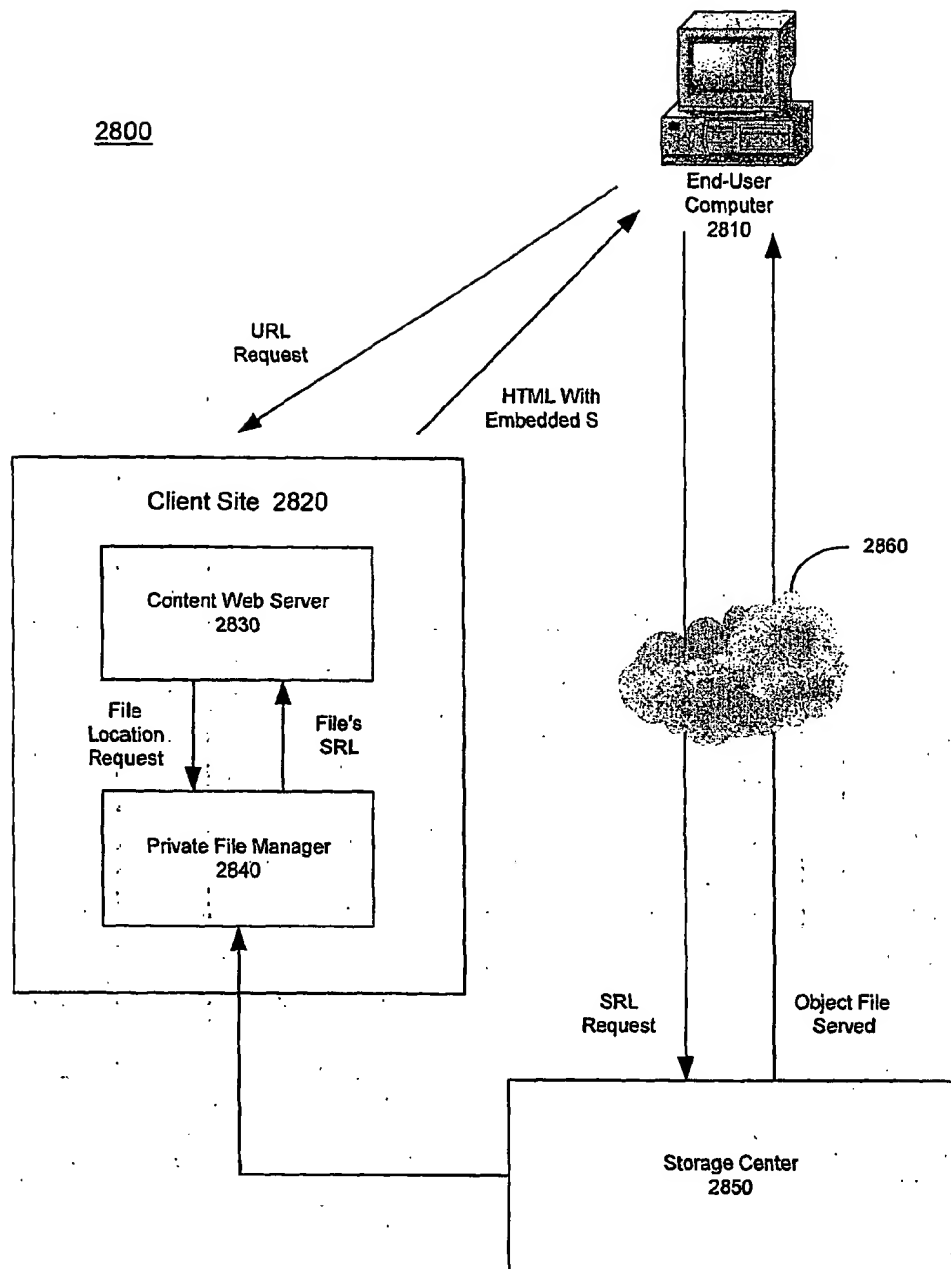 2800
End-User
Computer
2810
URL
Request
HTML With
Embedded S
Client Site 2820
2860
Content Web Server
2830
File
Location
Request
File's
SRL
Private File Manager
2840
SRL
Request
Object File
Served
Storage Center
2850